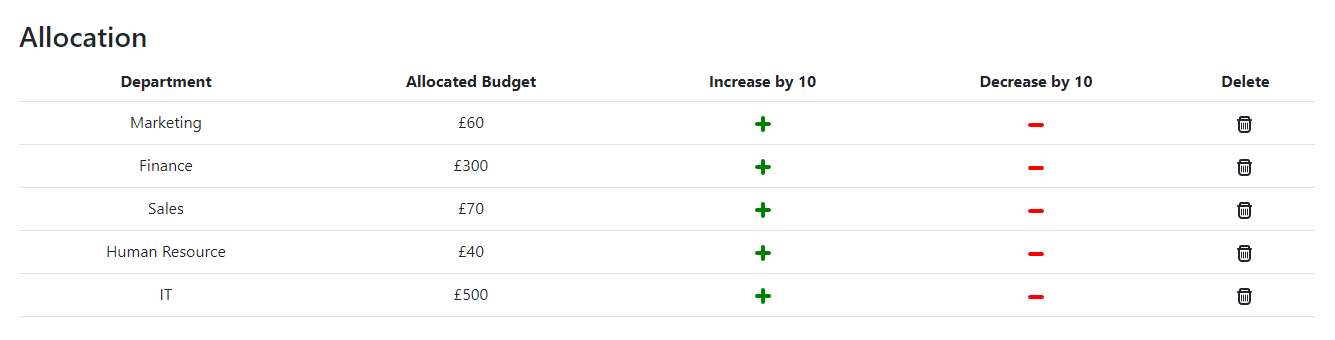 Allocation
Department Allocated Budget Increase by 10 Decrease by 10 Delete
Marketing £60
Finance £300
Sales £70
Human Resource £40
IT £500